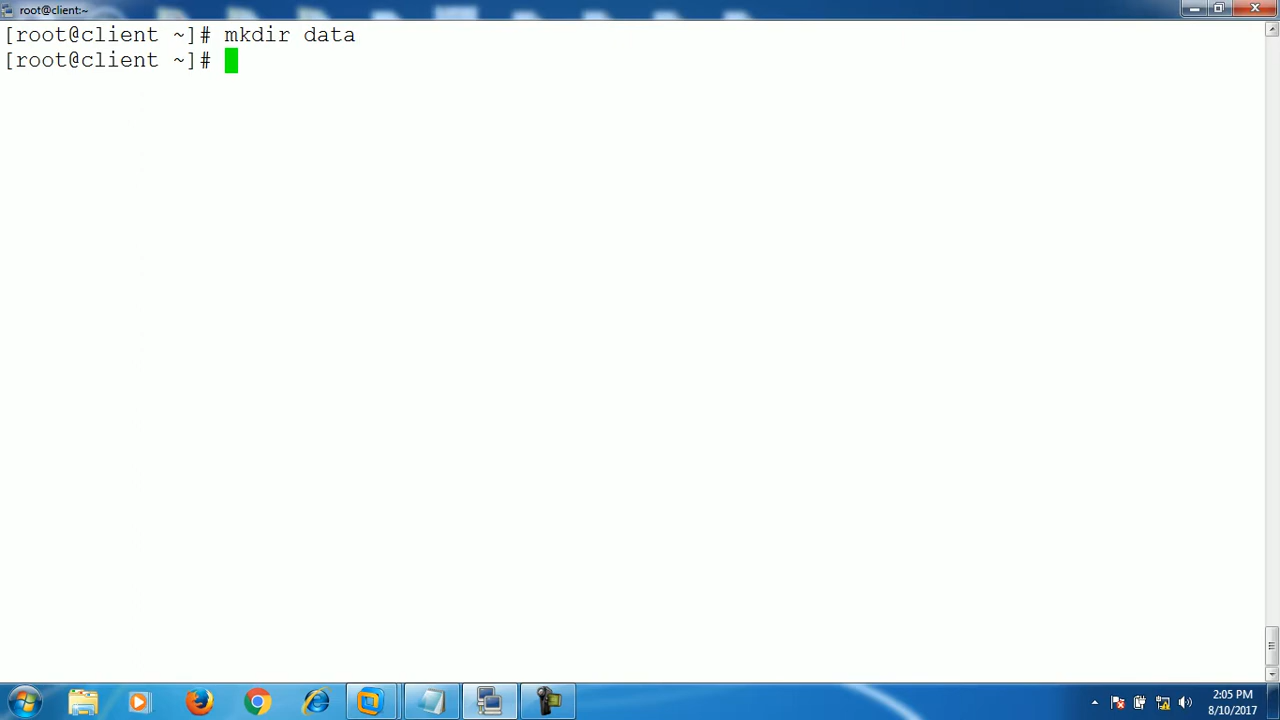 root@client:~
[root@client ~]# mkdir data
[root@client ~]#
2:05 PM
8/10/2017